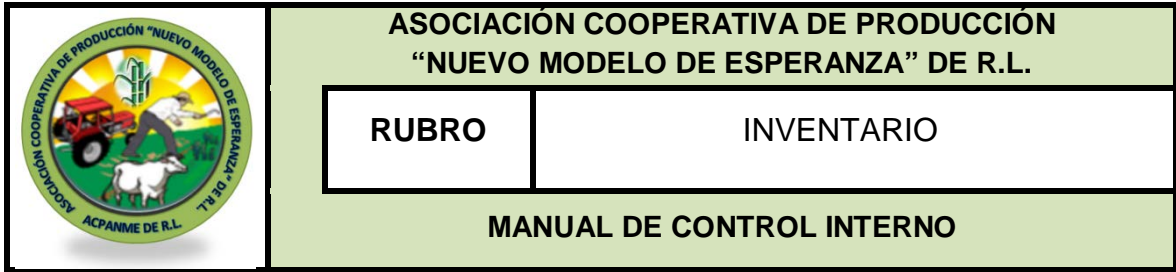 ASOCIACIÓN COOPERATIVA DE PRODUCCIÓN “NUEVO MODELO DE ESPERANZA” DE R.L.
ACPANME DE R.L.
ASOCIACIÓN COOPERATIVA DE PRODUCCIÓN
“NUEVO MODELO DE ESPERANZA” DE R.L.
RUBRO INVENTARIO
MANUAL DE CONTROL INTERNO